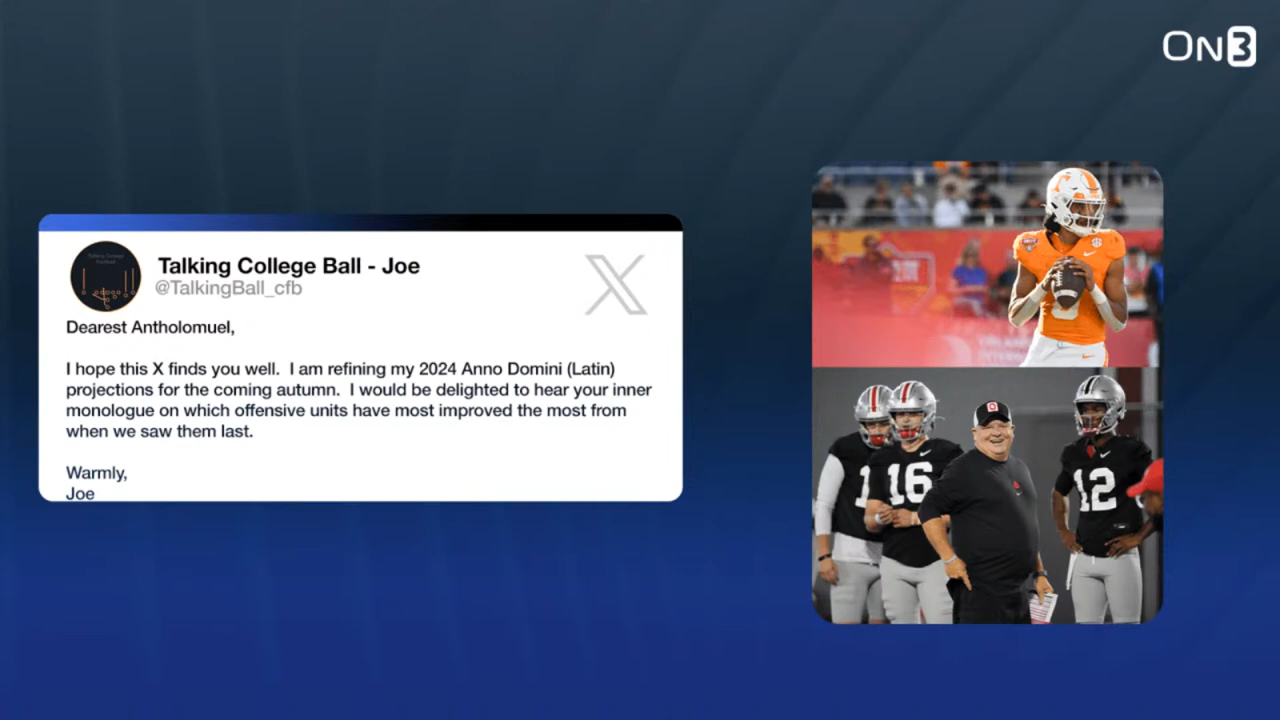 ON3
Talking College Ball - Joe
@TalkingBall_cfb
Dearest Antholomuel,
I hope this X finds you well.  I am refining my 2024 Anno Domini (Latin)
projections for the coming autumn.  I would be delighted to hear your inner
monologue on which offensive units have most improved the most from
when we saw them last.
Warmly,
Joe
16
12